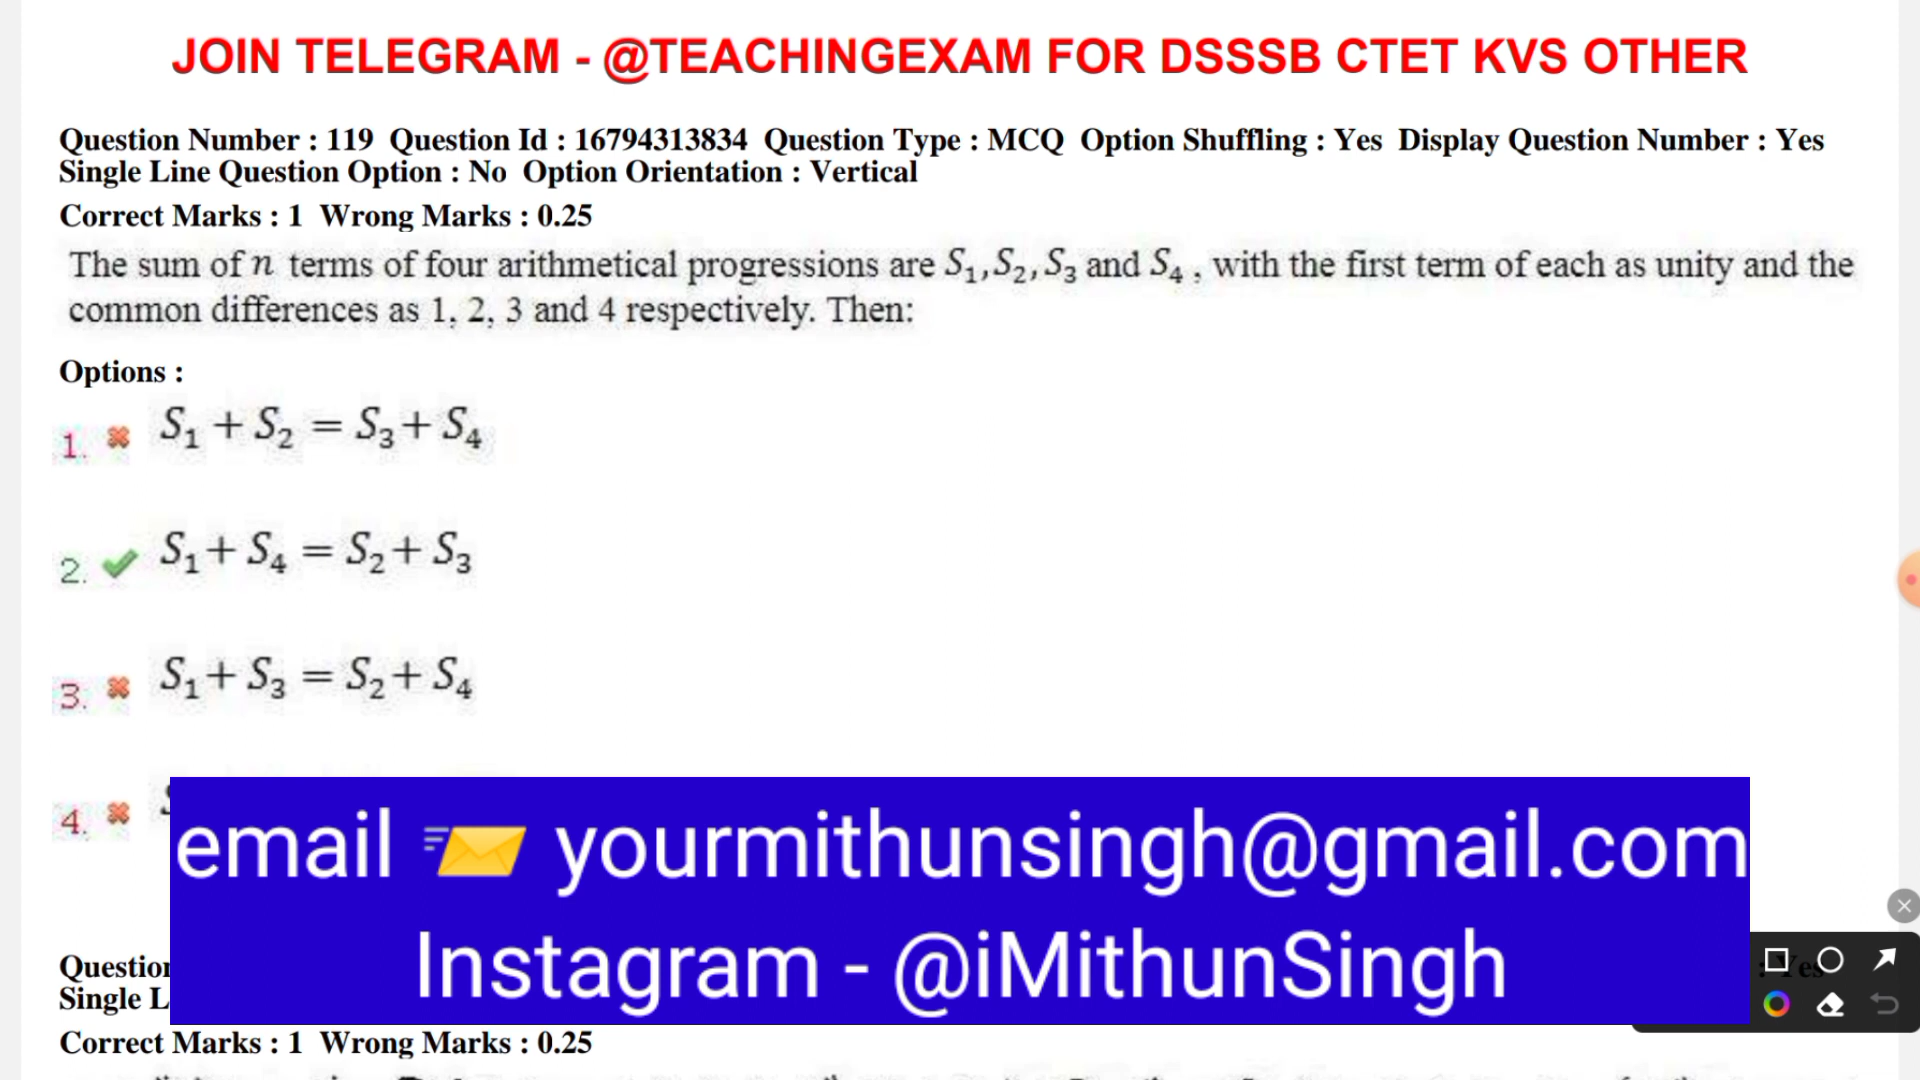 JOIN TELEGRAM - @TEACHINGEXAM FOR DSSSB CTET KVS OTHER
Question Number : 119 Question Id : 16794313834 Question Type : MCQ Option Shuffling : Yes Display Question Number : Yes
Single Line Question Option : No Option Orientation : Vertical
Correct Marks : 1 Wrong Marks : 0.25
The sum of n terms of four arithmetical progressions are S₁, S₂, S₃ and S₄ , with the first term of each as unity and the
common differences as 1, 2, 3 and 4 respectively. Then:
Options :
1. S₁ + S₂ = S₃ + S₄
2. S₁ + S₄ = S₂ + S₃
3. S₁ + S₃ = S₂ + S₄
4.
email yourmithunsingh@gmail.com
Instagram - @iMithunSingh
Single L
Correct Marks : 1 Wrong Marks : 0.25